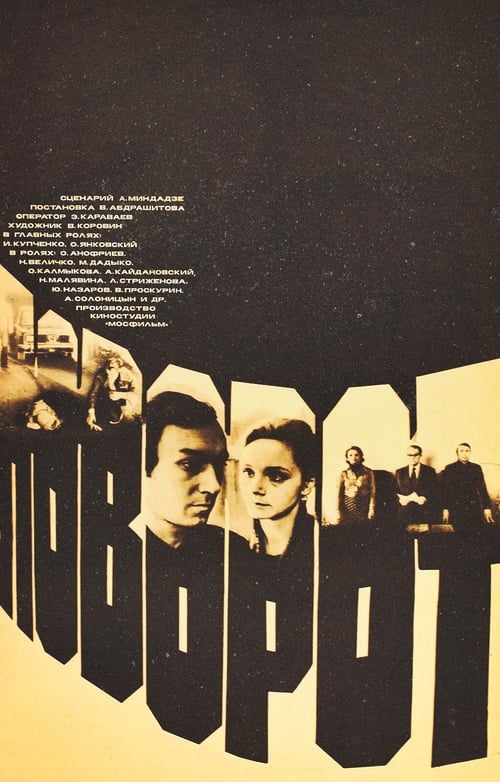 СЦЕНАРИЙ А.МИНДАДЗЕ
ПОСТАНОВКА В.АБДРАШИТОВА
ОПЕРАТОР Э.КАРАВАЕВ
ХУДОЖНИК В.КОРОВИН
В ГЛАВНЫХ РОЛЯХ:
И.КУПЧЕНКО, О.ЯНКОВСКИЙ
В РОЛЯХ: О.АНОФРИЕВ,
Н.ВЕЛИЧКО, М.ДАДЫКО,
О.КАЛМЫКОВА, А.КАЙДАНОВСКИЙ,
Н.МАЛЯВИНА, Л.СТРИЖЕНОВА,
Ю.НАЗАРОВ, В.ПРОСКУРИН,
А.СОЛОНИЦЫН И ДР.
ПРОИЗВОДСТВО
КИНОСТУДИИ
«МОСФИЛЬМ»
ПОВОРОТ